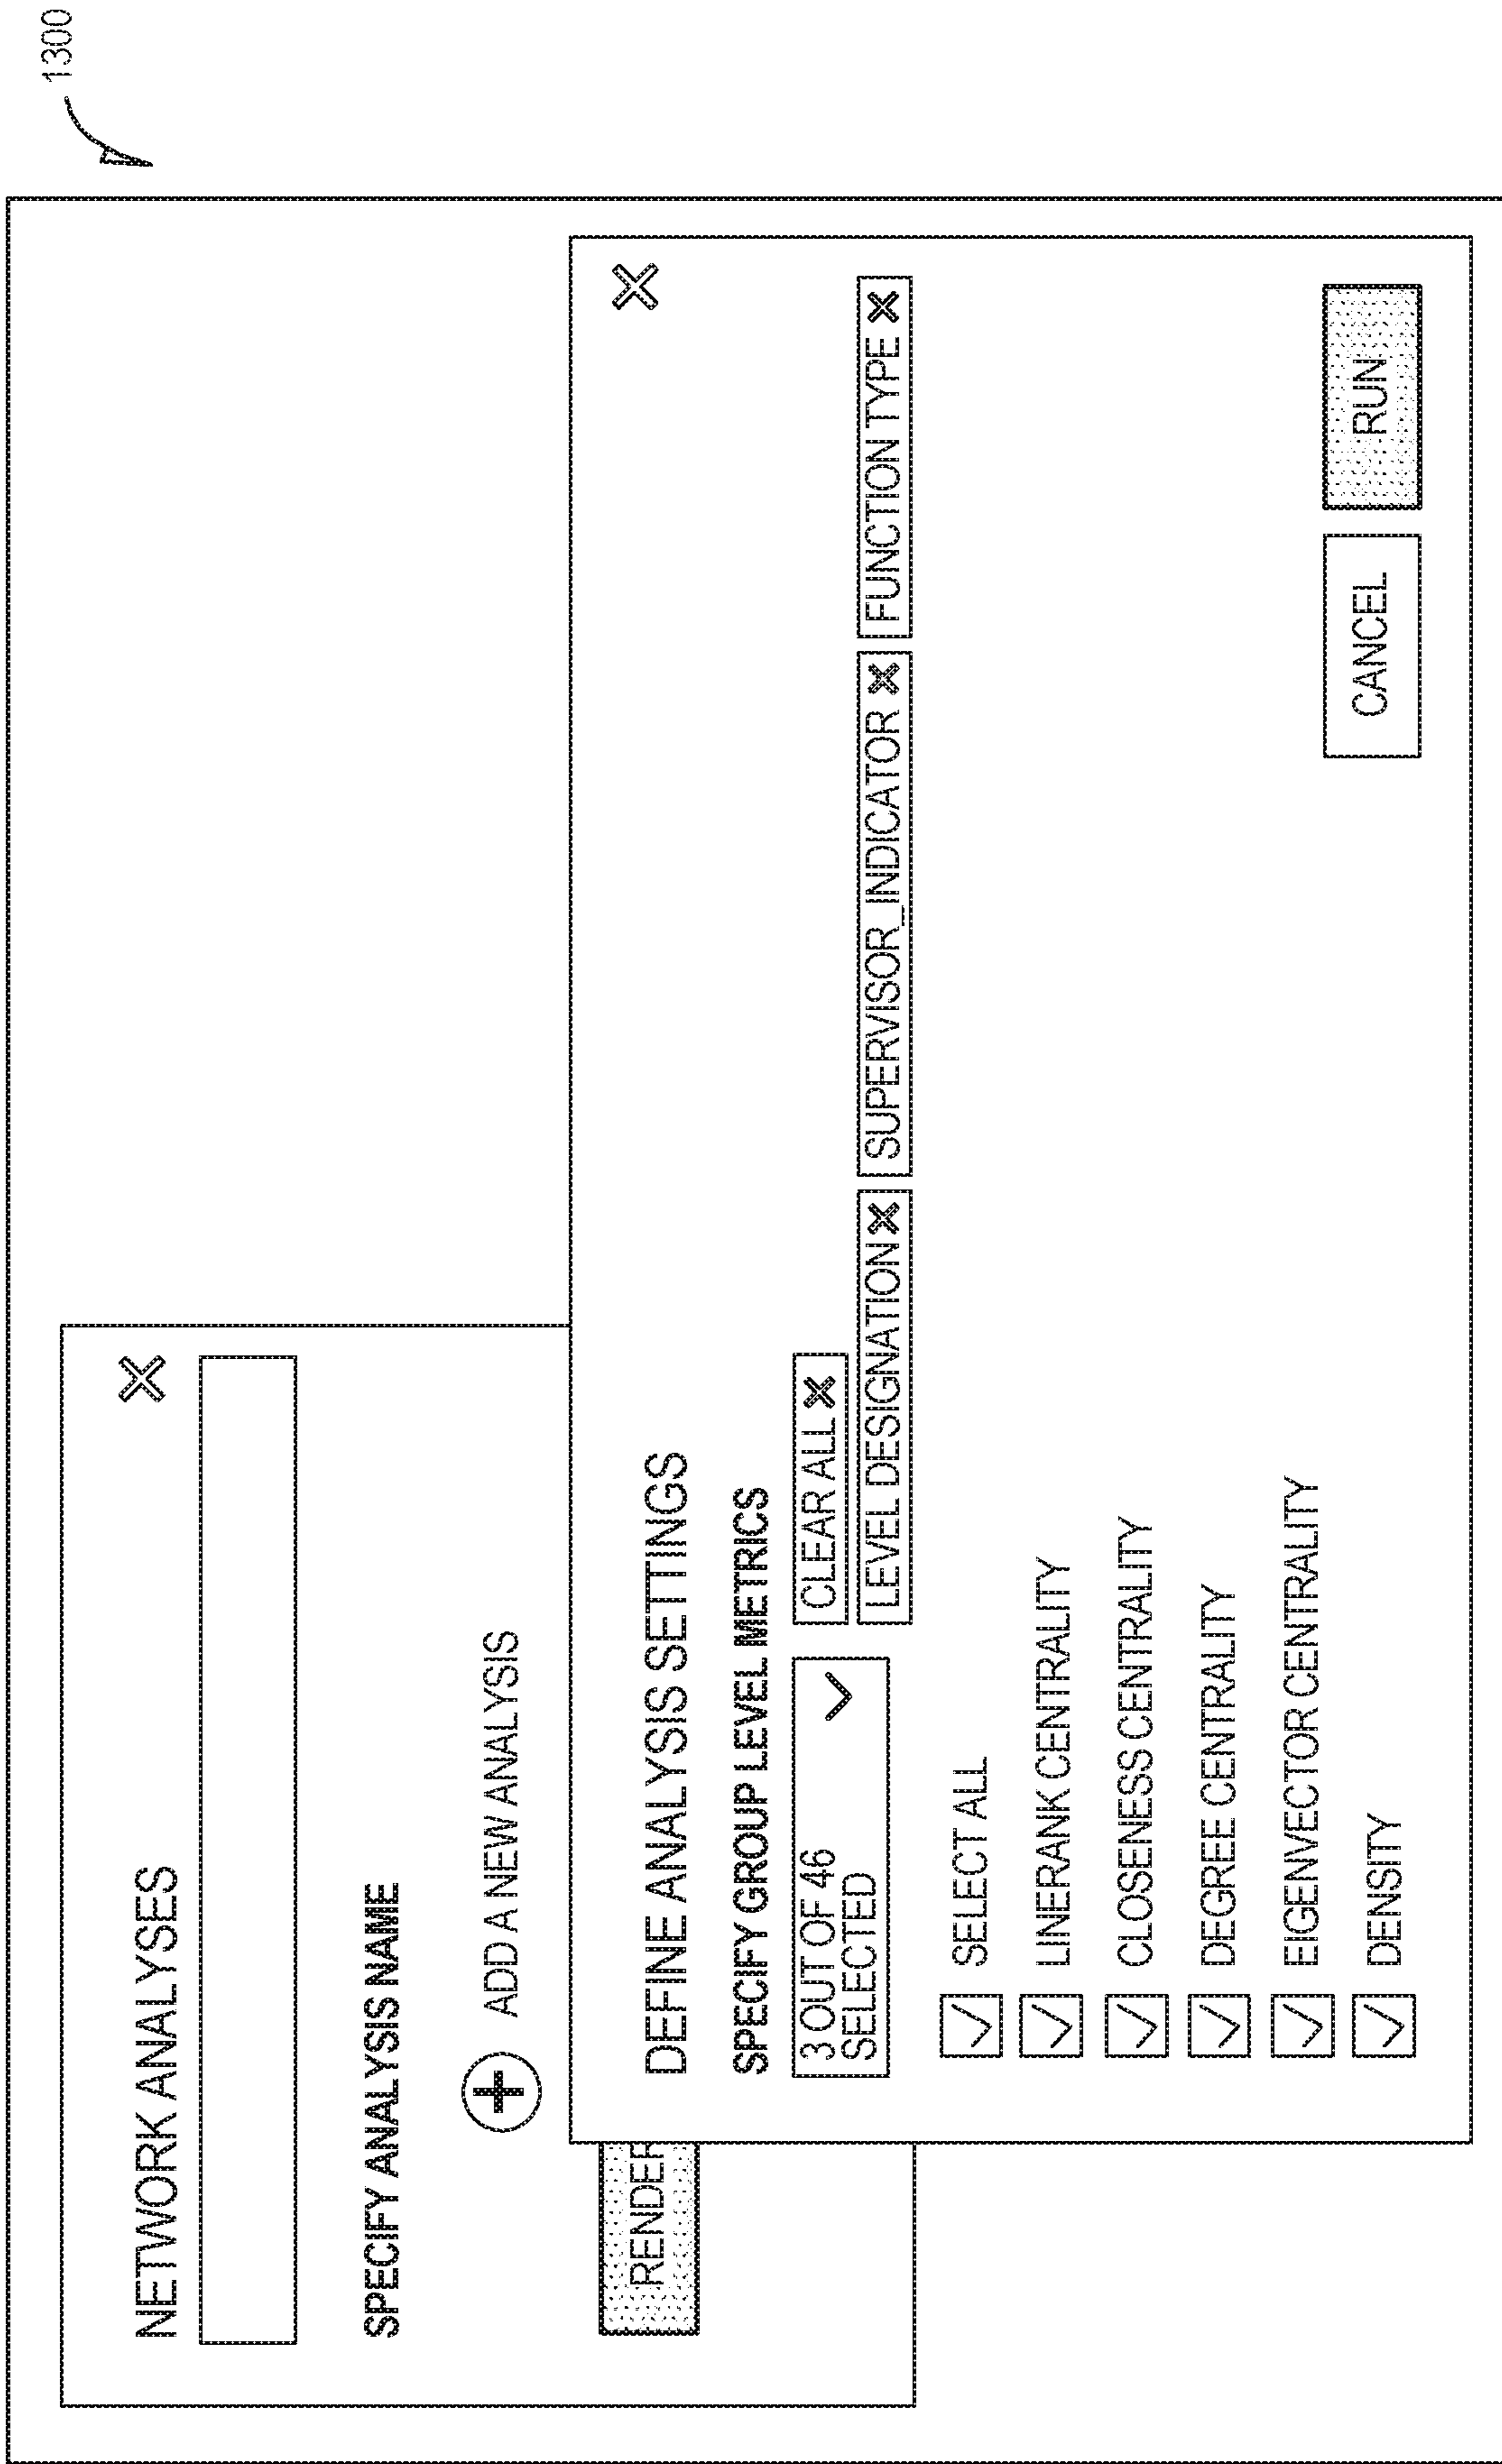 1300
NETWORK ANALYSES
SPECIFY ANALYSIS NAME
ADD A NEW ANALYSIS
RENDER
DEFINE ANALYSIS SETTINGS
SPECIFY GROUP LEVEL METRICS
3 OUT OF 46
SELECTED
CLEAR ALL X
LEVEL DESIGNATION X SUPERVISOR_INDICATOR X FUNCTION TYPE X
SELECT ALL
LINERANK CENTRALITY
CLOSENESS CENTRALITY
DEGREE CENTRALITY
EIGENVECTOR CENTRALITY
DENSITY
CANCEL RUN